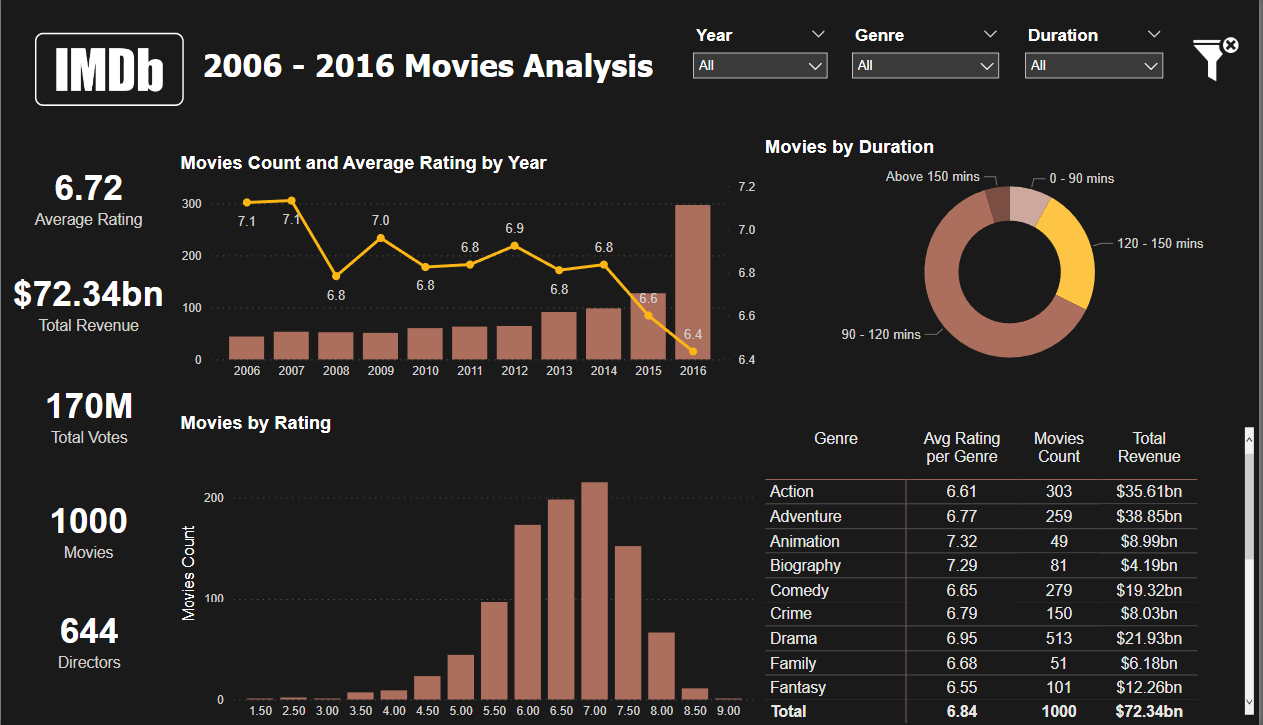 IMDb
2006 - 2016 Movies Analysis
Year
All
Genre
All
Duration
All
6.72
Average Rating
$72.34bn
Total Revenue
170M
Total Votes
1000
Movies
644
Directors
Movies Count and Average Rating by Year
300
200
100
0
7.2
7.0
6.8
6.6
6.4
7.1
7.1
6.8
7.0
6.8
6.8
6.9
6.8
6.8
6.6
6.4
2006 2007 2008 2009 2010 2011 2012 2013 2014 2015 2016
Movies by Duration
Above 150 mins
0 - 90 mins
120 - 150 mins
90 - 120 mins
Movies by Rating
Movies Count
200
100
0
1.50 2.50 3.00 3.50 4.00 4.50 5.00 5.50 6.00 6.50 7.00 7.50 8.00 8.50 9.00
Genre Avg Rating per Genre Movies Count Total Revenue
Action 6.61 303 $35.61bn
Adventure 6.77 259 $38.85bn
Animation 7.32 49 $8.99bn
Biography 7.29 81 $4.19bn
Comedy 6.65 279 $19.32bn
Crime 6.79 150 $8.03bn
Drama 6.95 513 $21.93bn
Family 6.68 51 $6.18bn
Fantasy 6.55 101 $12.26bn
Total 6.84 1000 $72.34bn